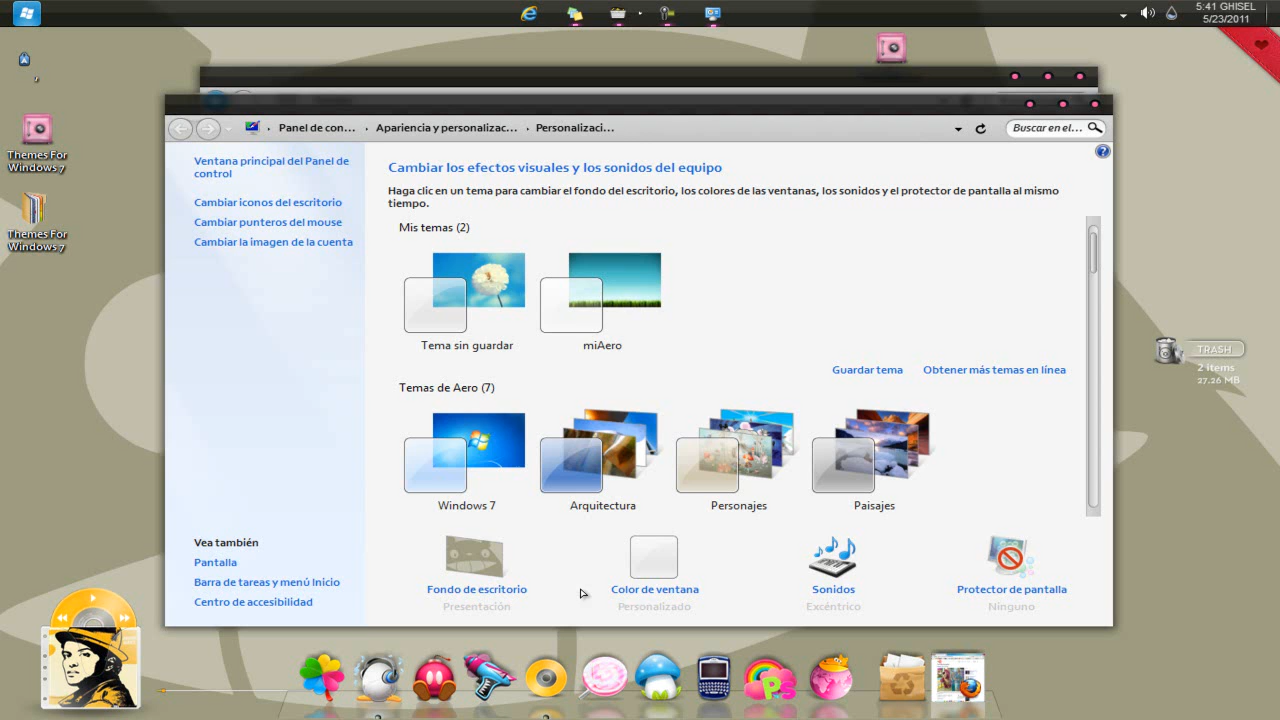 5:41 GHISEL
5/23/2011
Themes For
Windows 7
Themes For
Windows 7
Panel de con...
Apariencia y personalizac...
Personalizaci...
Buscar en el...
Ventana principal del Panel de
control
Cambiar iconos del escritorio
Cambiar punteros del mouse
Cambiar la imagen de la cuenta
Cambiar los efectos visuales y los sonidos del equipo
Haga clic en un tema para cambiar el fondo del escritorio, los colores de las ventanas, los sonidos y el protector de pantalla al mismo
tiempo.
Mis temas (2)
Tema sin guardar
miAero
Guardar tema
Obtener más temas en línea
Temas de Aero (7)
Windows 7
Arquitectura
Personajes
Paisajes
Vea también
Pantalla
Barra de tareas y menú Inicio
Centro de accesibilidad
Fondo de escritorio
Presentación
Color de ventana
Personalizado
Sonidos
Excéntrico
Protector de pantalla
Ninguno
TRASH
2 items
27.26 MB
Ps